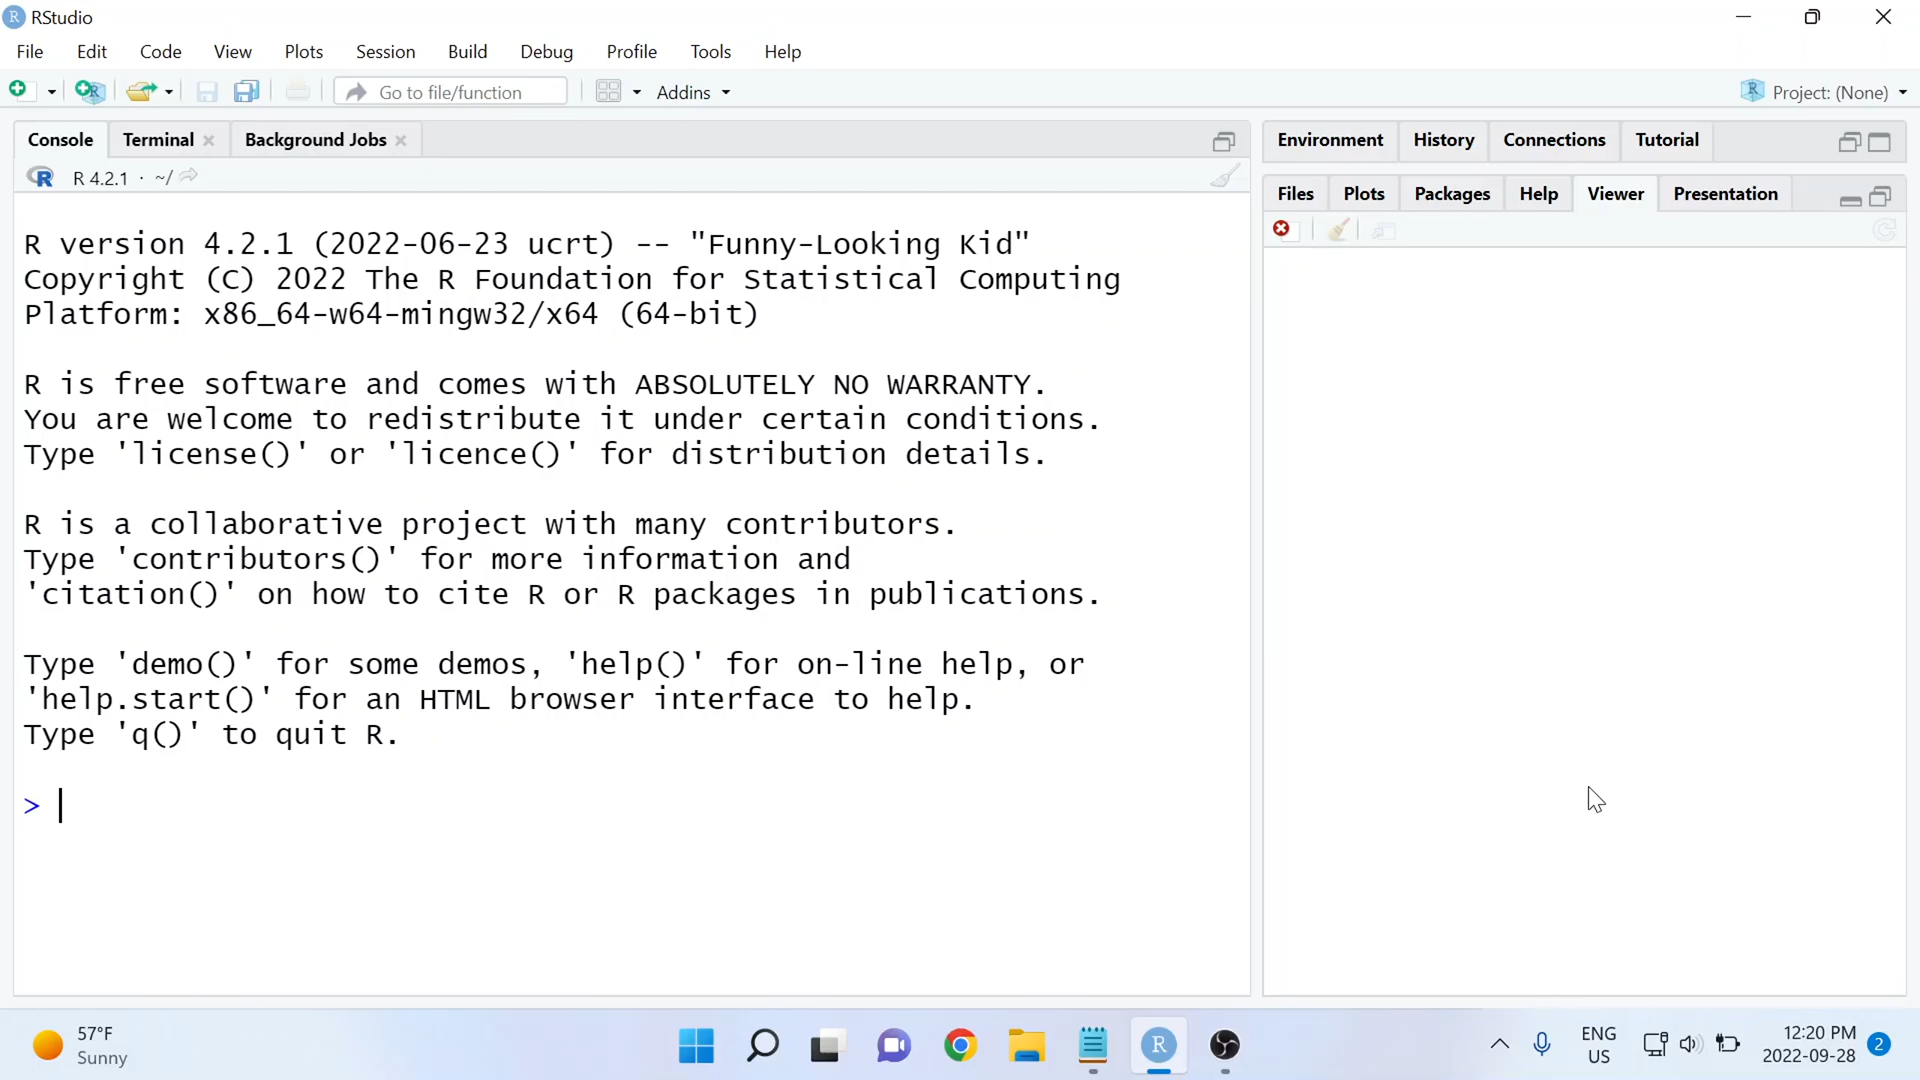 RStudio
File Edit Code View Plots Session Build Debug Profile Tools Help
Go to file/function Addins Project: (None)
Console Terminal Background Jobs
R 4.2.1 · ~/
R version 4.2.1 (2022-06-23 ucrt) -- "Funny-Looking Kid"
Copyright (C) 2022 The R Foundation for Statistical Computing
Platform: x86_64-w64-mingw32/x64 (64-bit)
R is free software and comes with ABSOLUTELY NO WARRANTY.
You are welcome to redistribute it under certain conditions.
Type 'license()' or 'licence()' for distribution details.
R is a collaborative project with many contributors.
Type 'contributors()' for more information and
'citation()' on how to cite R or R packages in publications.
Type 'demo()' for some demos, 'help()' for on-line help, or
'help.start()' for an HTML browser interface to help.
Type 'q()' to quit R.
>
Environment History Connections Tutorial
Files Plots Packages Help Viewer Presentation
57°F
Sunny
ENG
US
12:20 PM
2022-09-28
2